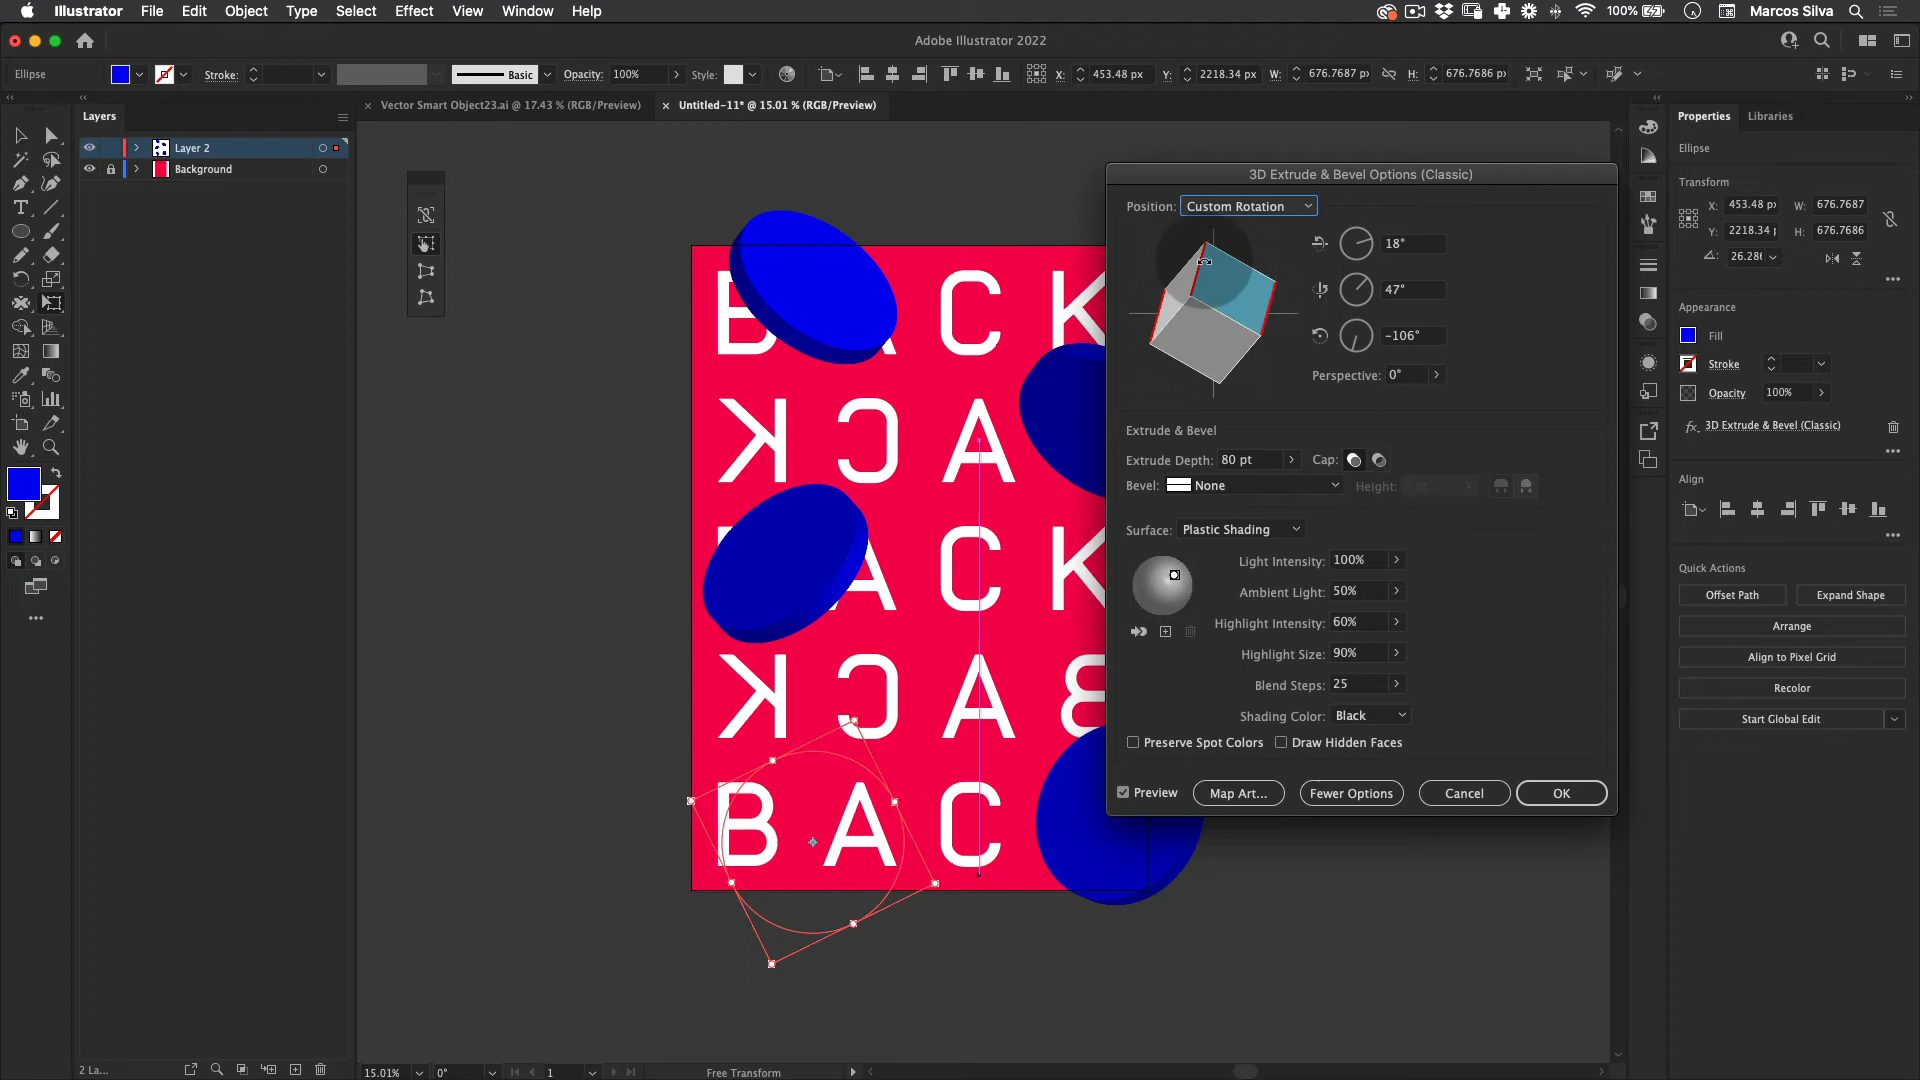 Illustrator File Edit Object Type Select Effect View Window Help
100% Marcos Silva
Adobe Illustrator 2022
Ellipse Stroke: Basic Opacity: 100% Style: X: 453.48 px Y: 2218.34 px W: 676.7687 px H: 676.7686 px
Vector Smart Object23.ai @ 17.43 % (RGB/Preview) Untitled-11* @ 15.01 % (RGB/Preview)
Layers
Layer 2
Background
BACK
B C K
K C A
A C K
K C A B
B A C
3D Extrude & Bevel Options (Classic)
Position: Custom Rotation
18°
47°
-106°
Perspective: 0°
Extrude & Bevel
Extrude Depth: 80 pt Cap:
Bevel: None Height: 4 pt
Surface: Plastic Shading
Light Intensity: 100%
Ambient Light: 50%
Highlight Intensity: 60%
Highlight Size: 90%
Blend Steps: 25
Shading Color: Black
Preserve Spot Colors Draw Hidden Faces
Preview Map Art... Fewer Options Cancel OK
Properties Libraries
Ellipse
Transform
X: 453.48 px W: 676.7687
Y: 2218.34 H: 676.7686
26.28
Appearance
Fill
Stroke
Opacity 100%
fx 3D Extrude & Bevel (Classic)
Align
Quick Actions
Offset Path Expand Shape
Arrange
Align to Pixel Grid
Recolor
Start Global Edit
2 La...
15.01% 0° 1 Free Transform